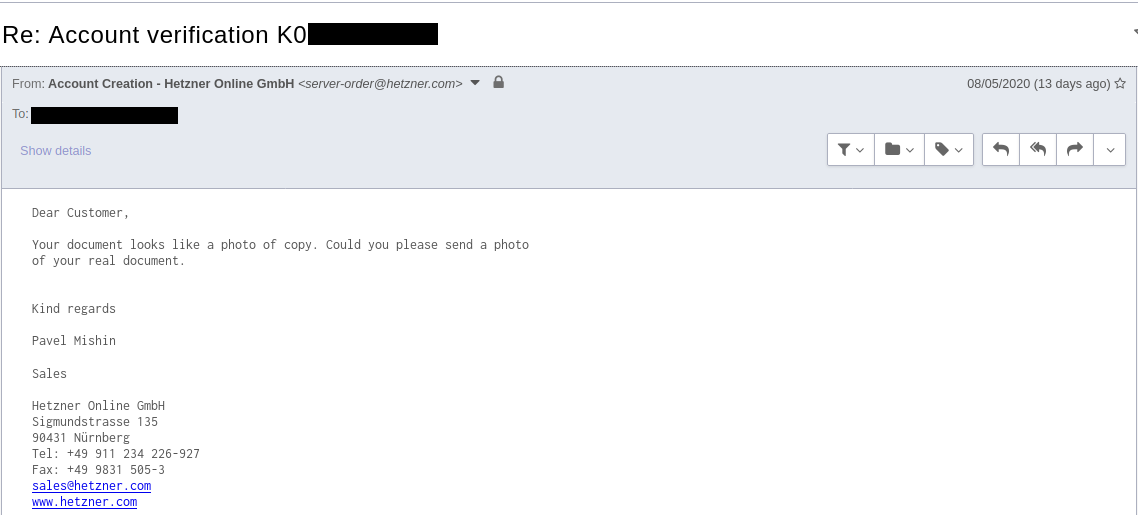 Re: Account verification K0
From: Account Creation - Hetzner Online GmbH <server-order@hetzner.com>
08/05/2020 (13 days ago)
To:
Show details
Dear Customer,
Your document looks like a photo of copy. Could you please send a photo
of your real document.
Kind regards
Pavel Mishin
Sales
Hetzner Online GmbH
Sigmundstrasse 135
90431 Nürnberg
Tel: +49 911 234 226-927
Fax: +49 9831 505-3
sales@hetzner.com
www.hetzner.com